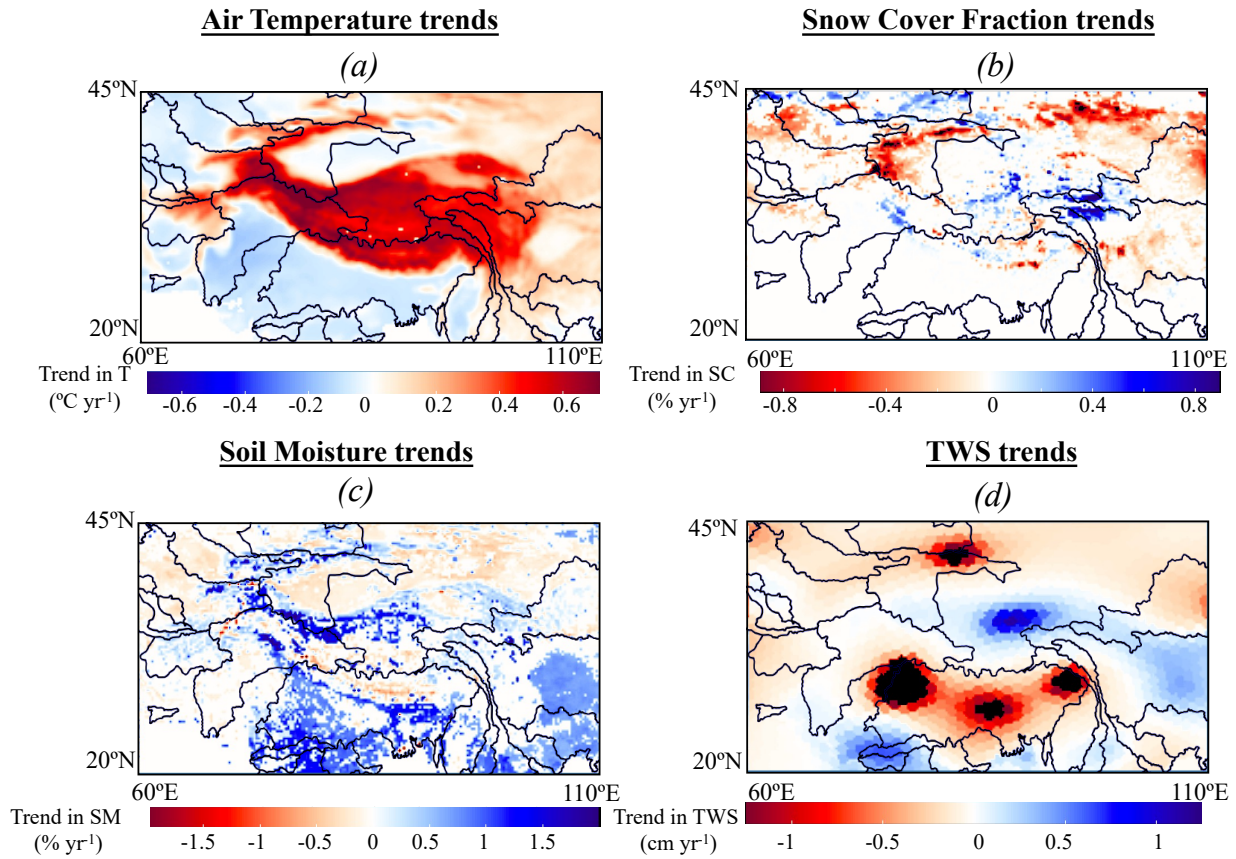 Air Temperature trends
(a)
45ºN
20ºN
60ºE
110ºE
Trend in T
(ºC yr-1)
-0.6 -0.4 -0.2 0 0.2 0.4 0.6
Snow Cover Fraction trends
(b)
45ºN
20ºN
60ºE
110ºE
Trend in SC
(% yr-1)
-0.8 -0.4 0 0.4 0.8
Soil Moisture trends
(c)
45ºN
20ºN
60ºE
110ºE
Trend in SM
(% yr-1)
-1.5 -1 -0.5 0 0.5 1 1.5
TWS trends
(d)
45ºN
20ºN
60ºE
110ºE
Trend in TWS
(cm yr-1)
-1 -0.5 0 0.5 1